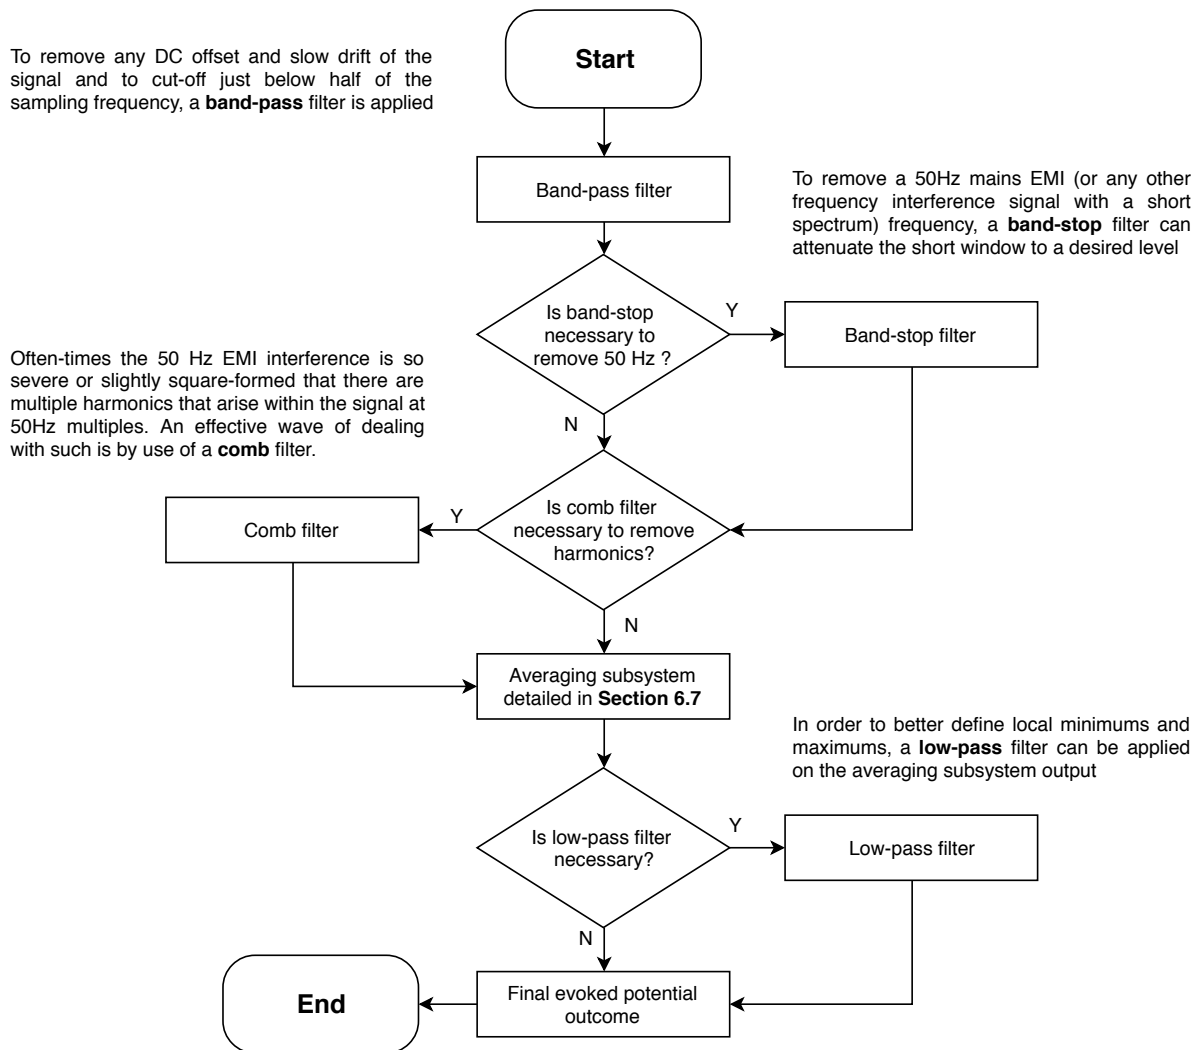 Start
To remove any DC offset and slow drift of the
signal and to cut-off just below half of the
sampling frequency, a band-pass filter is applied
Band-pass filter
To remove a 50Hz mains EMI (or any other
frequency interference signal with a short
spectrum) frequency, a band-stop filter can
attenuate the short window to a desired level
Is band-stop
necessary to
remove 50 Hz ?
Y
Band-stop filter
N
Often-times the 50 Hz EMI interference is so
severe or slightly square-formed that there are
multiple harmonics that arise within the signal at
50Hz multiples. An effective wave of dealing
with such is by use of a comb filter.
Is comb filter
necessary to remove
harmonics?
Y
Comb filter
N
Averaging subsystem
detailed in Section 6.7
In order to better define local minimums and
maximums, a low-pass filter can be applied
on the averaging subsystem output
Is low-pass filter
necessary?
Y
Low-pass filter
N
Final evoked potential
outcome
End